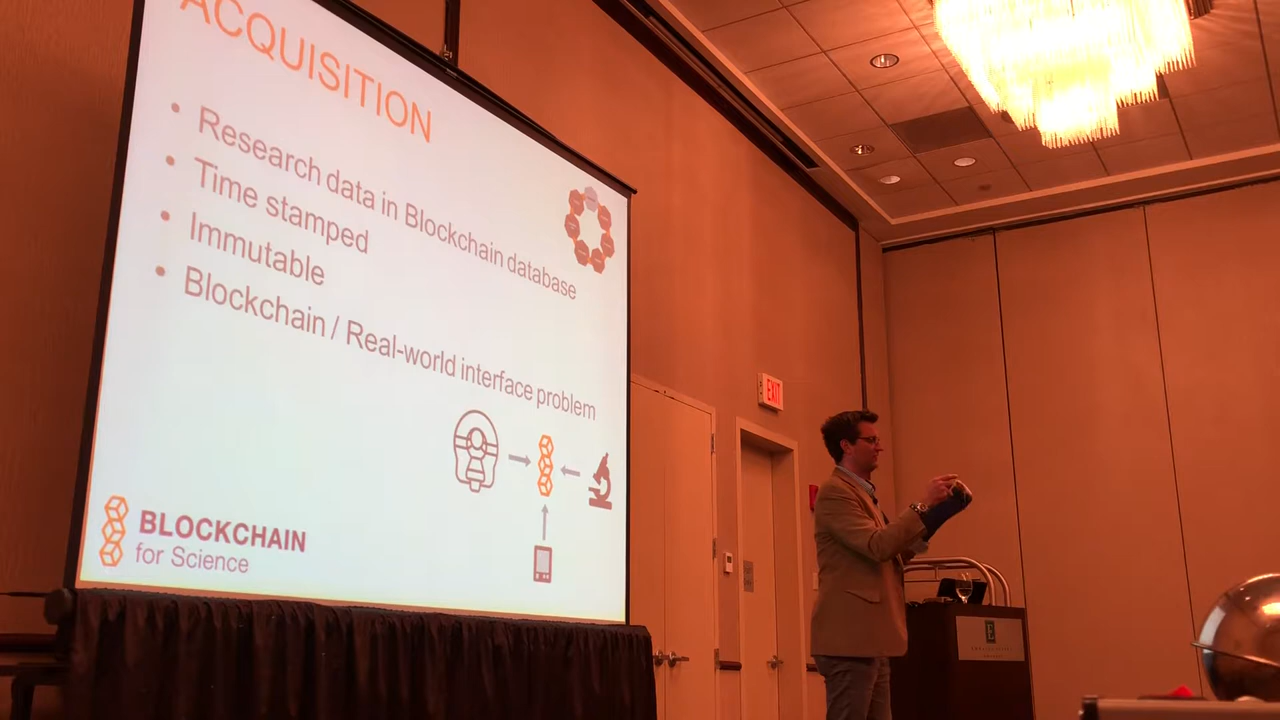 ACQUISITION
• Research data in Blockchain database
• Time stamped
• Immutable
• Blockchain / Real-world interface problem
BLOCKCHAIN
for Science
EXIT
E